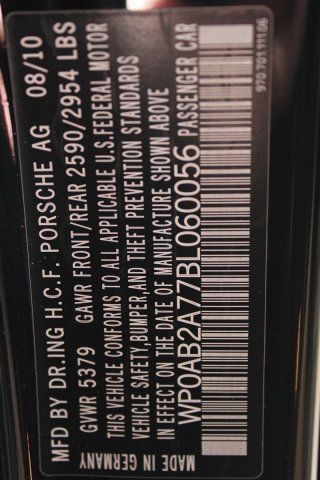 MFD BY DR.ING H.C.F. PORSCHE AG 08/10
GVWR 5379 GAWR FRONT/REAR 2590/2954 LBS
THIS VEHICLE CONFORMS TO ALL APPLICABLE U.S.FEDERAL MOTOR
VEHICLE SAFETY,BUMPER,AND THEFT PREVENTION STANDARDS
IN EFFECT ON THE DATE OF MANUFACTURE SHOWN ABOVE
WP0AB2A77BL060056 PASSENGER CAR
MADE IN GERMANY